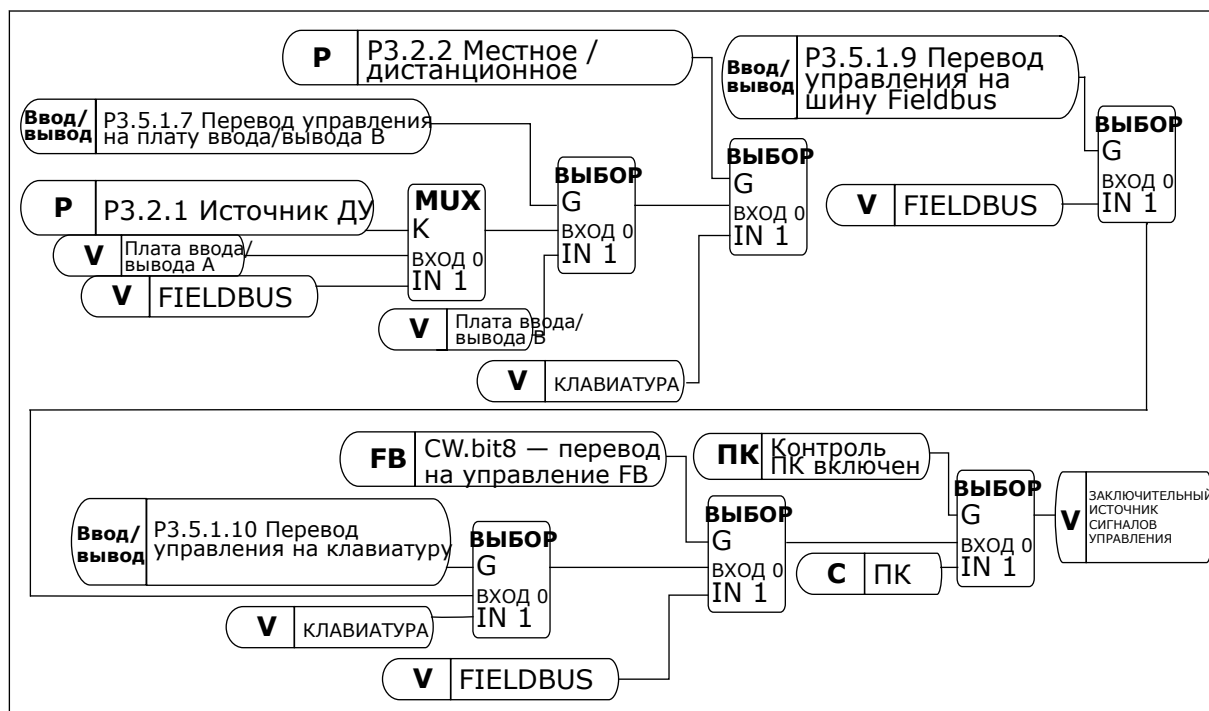 P
P3.2.2 Местное /
дистанционное
Ввод/
вывод
P3.5.1.9 Перевод
управления на
шину Fieldbus
Ввод/
вывод
P3.5.1.7 Перевод управления
на плату ввода/вывода B
ВЫБОР
G
ВХОД 0
IN 1
ВЫБОР
G
ВХОД 0
IN 1
ВЫБОР
G
ВХОД 0
IN 1
P
P3.2.1 Источник ДУ
MUX
K
ВХОД 0
IN 1
V
FIELDBUS
V
Плата ввода/
вывода A
V
FIELDBUS
V
Плата ввода/
вывода B
V
КЛАВИАТУРА
FB
CW.bit8 — перевод
на управление FB
ПК
Контроль
ПК включен
ВЫБОР
G
ВХОД 0
IN 1
V
ЗАКЛЮЧИТЕЛЬНЫЙ
ИСТОЧНИК
СИГНАЛОВ
УПРАВЛЕНИЯ
Ввод/
вывод
P3.5.1.10 Перевод
управления на клавиатуру
ВЫБОР
G
ВХОД 0
IN 1
ВЫБОР
G
ВХОД 0
IN 1
C
ПК
V
КЛАВИАТУРА
V
FIELDBUS